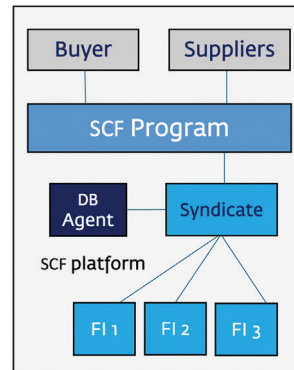 Buyer
Suppliers
SCF Program
DB
Agent
Syndicate
SCF platform
FI 1
FI 2
FI 3